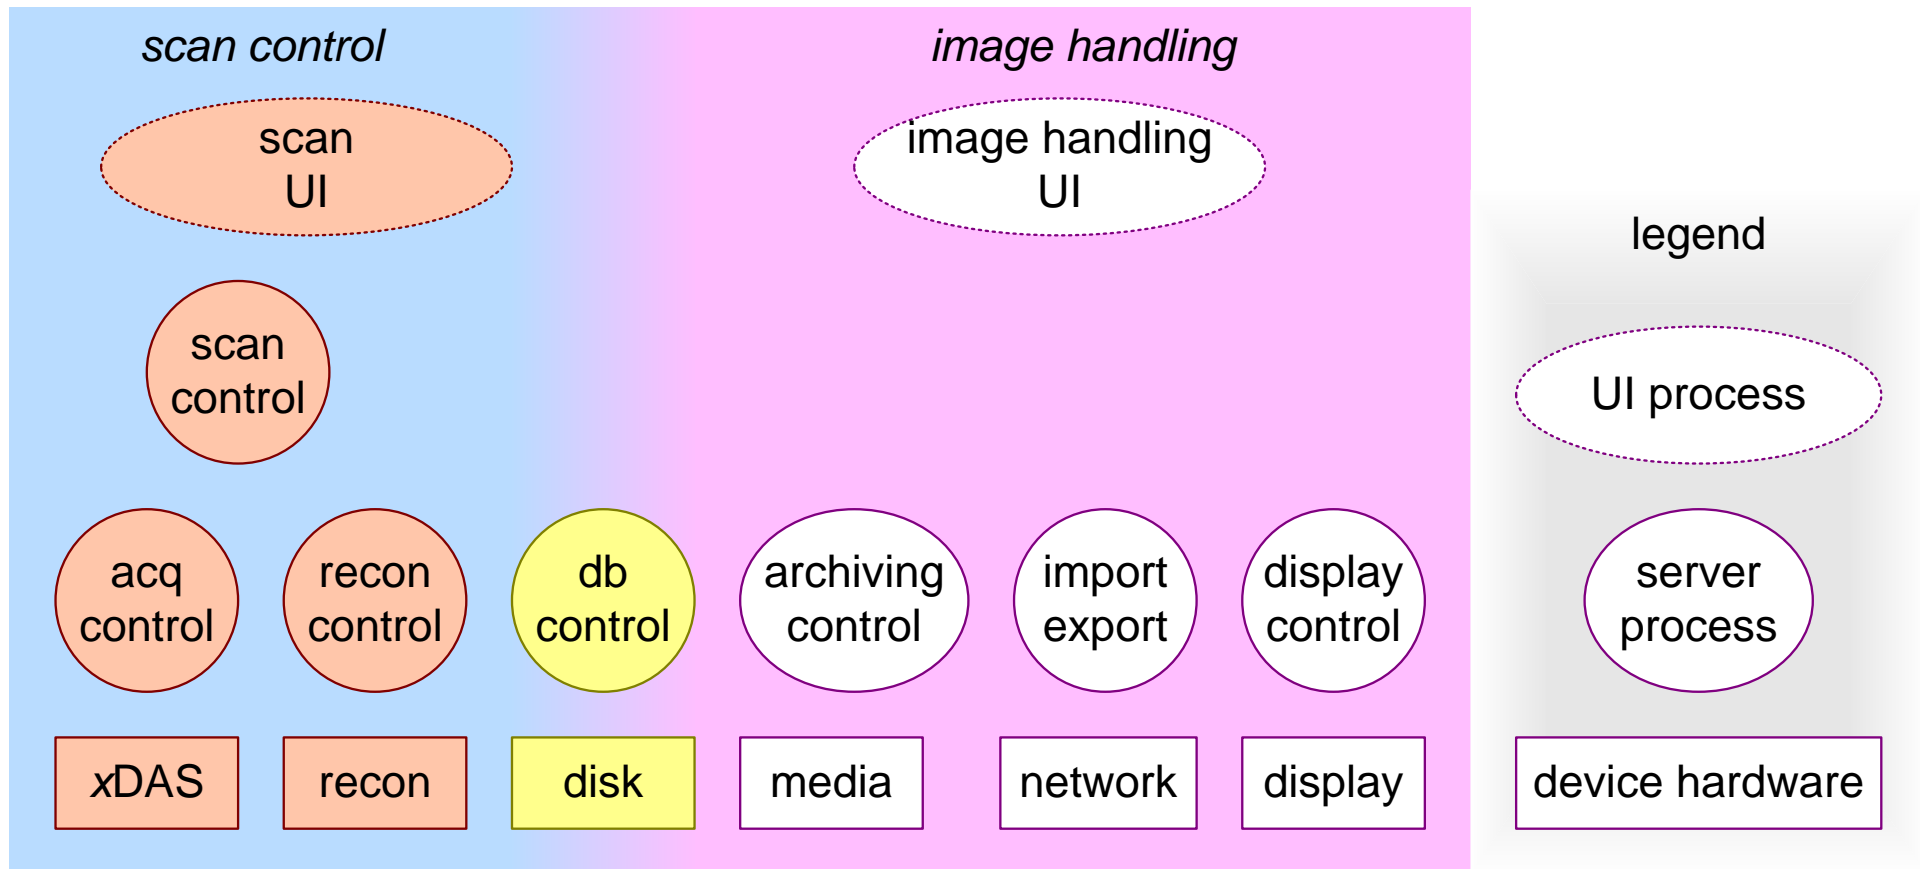 scan control
image handling
scan
UI
image handling
UI
legend
scan
control
UI process
acq
control
recon
control
db
control
archiving
control
import
export
display
control
server
process
xDAS
recon
disk
media
network
display
device hardware